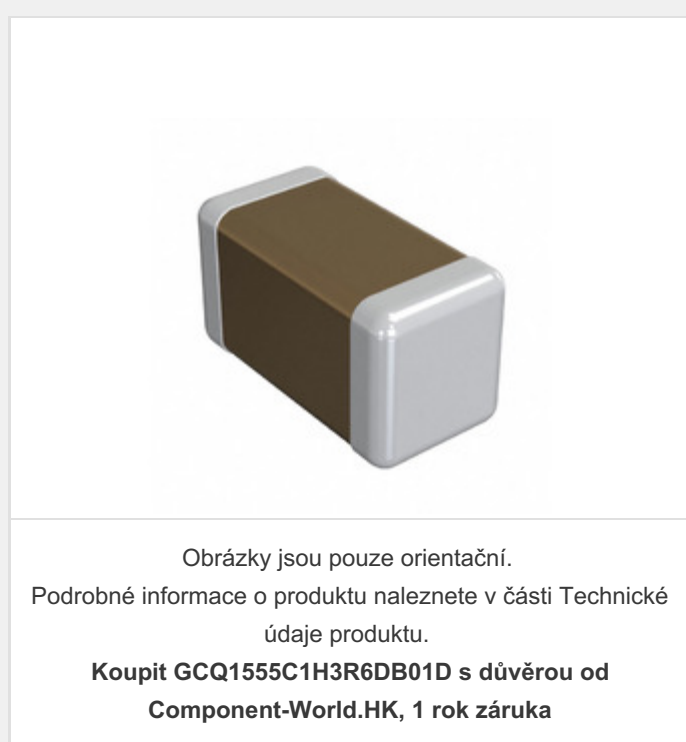 Obrázky jsou pouze orientační.
Podrobné informace o produktu naleznete v části Technické
údaje produktu.
Koupit GCQ1555C1H3R6DB01D s důvěrou od
Component-World.HK, 1 rok záruka